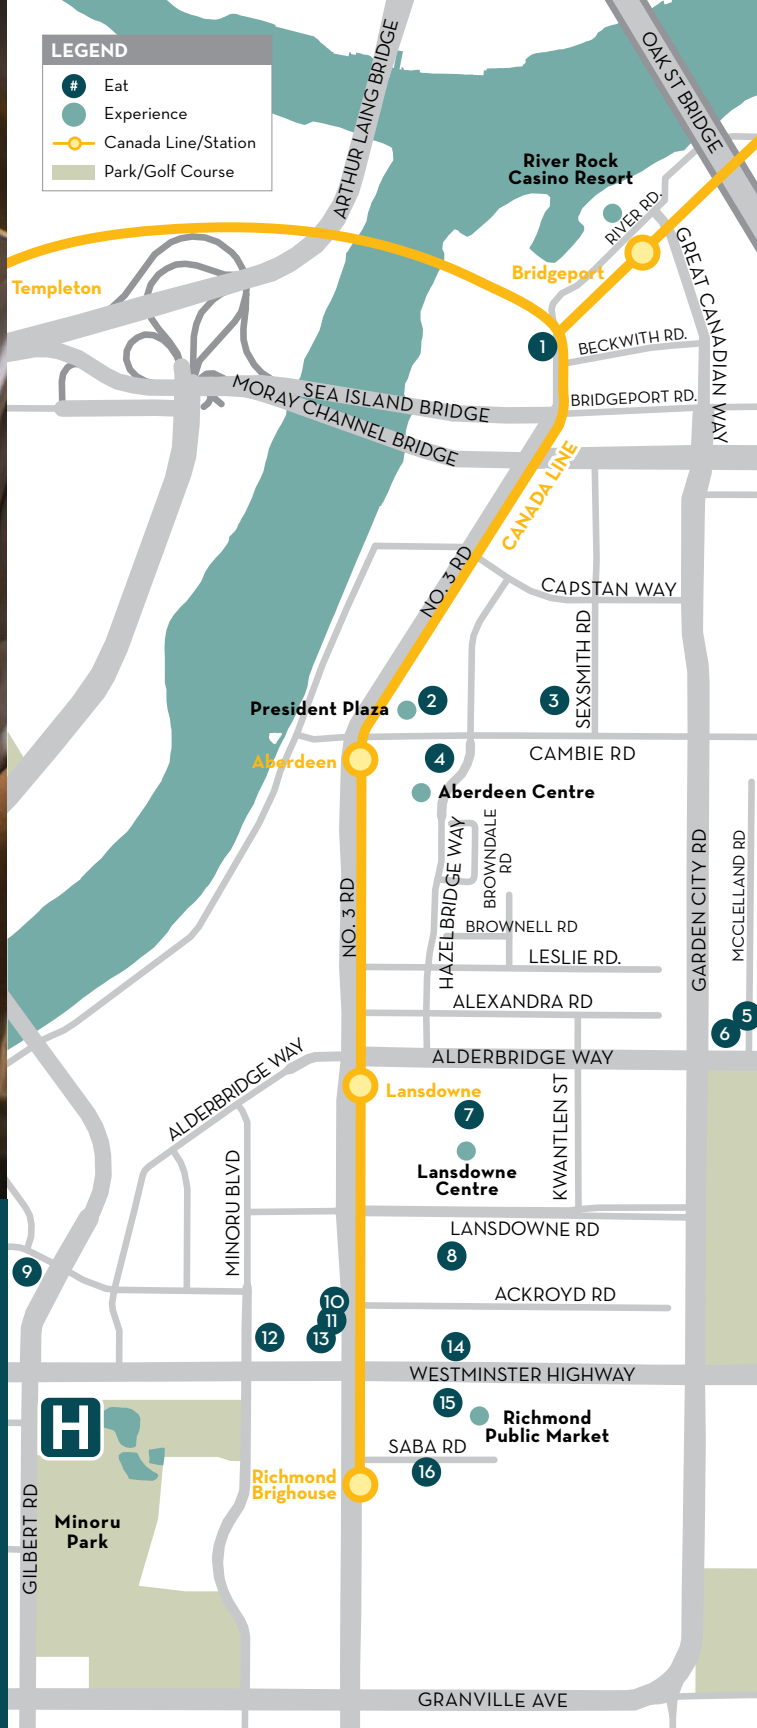 LEGEND
# Eat
Experience
Canada Line/Station
Park/Golf Course
ARTHUR LAING BRIDGE
OAK ST BRIDGE
River Rock
Casino Resort
RIVER RD.
Bridgeport
GREAT CANADIAN WAY
Templeton
1
BECKWITH RD.
SEA ISLAND BRIDGE
BRIDGEPORT RD.
MORAY CHANNEL BRIDGE
CANADA LINE
NO. 3 RD
CAPSTAN WAY
SEXSMITH RD
President Plaza
2
3
Aberdeen
4
CAMBIE RD
Aberdeen Centre
HAZELBRIDGE WAY
BROWNDALE
RD
NO. 3 RD
GARDEN CITY RD
MCCLELLAND RD
BROWNELL RD
LESLIE RD.
ALEXANDRA RD
5
6
ALDERBRIDGE WAY
ALDERBRIDGE WAY
Lansdowne
7
KWANTLEN ST
Lansdowne
Centre
MINORU BLVD
LANSDOWNE RD
8
9
ACKROYD RD
10
11
12
13
14
WESTMINSTER HIGHWAY
15
H
Richmond
Public Market
SABA RD
16
Richmond
Brighouse
Minoru
Park
GILBERT RD
GRANVILLE AVE